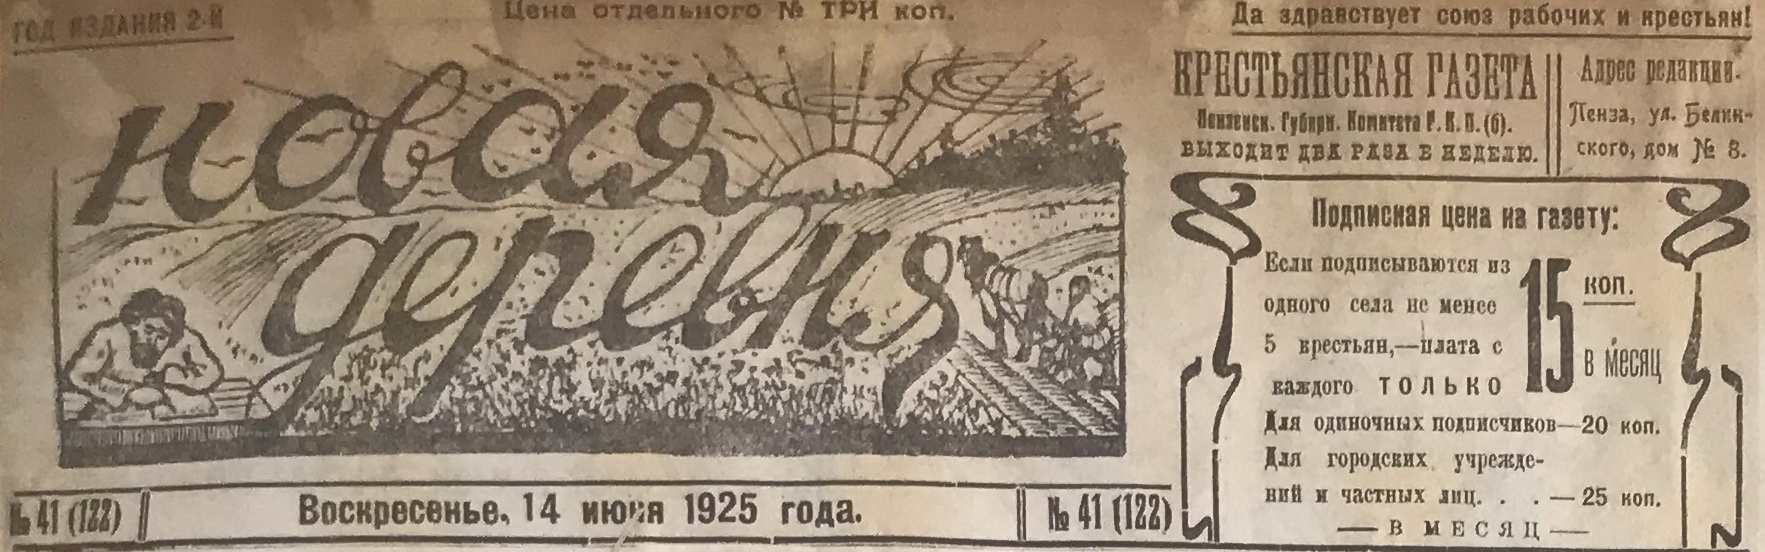 ГОД ИЗДАНИЯ 2-Й
Цена отдельного № ТРИ коп.
Да здравствует союз рабочих и крестьян!
новая
деревня
КРЕСТЬЯНСКАЯ ГАЗЕТА
Пензенск. Губерн. Комитета Р. К. П. (б).
ВЫХОДИТ ДВА РАЗА В НЕДЕЛЮ.
Адрес редакции.
Пенза, ул. Белин-
ского, дом № 8.
Подписная цена на газету:
Если подписываются из
одного села не менее
5 крестьян,—плата с
каждого ТОЛЬКО
15 коп.
в месяц
Для одиночных подписчиков—20 коп.
Для городских учрежде-
ний и частных лиц. . . — 25 коп.
— В МЕСЯЦ —
№ 41 (122)
Воскресенье, 14 июня 1925 года.
№ 41 (122)